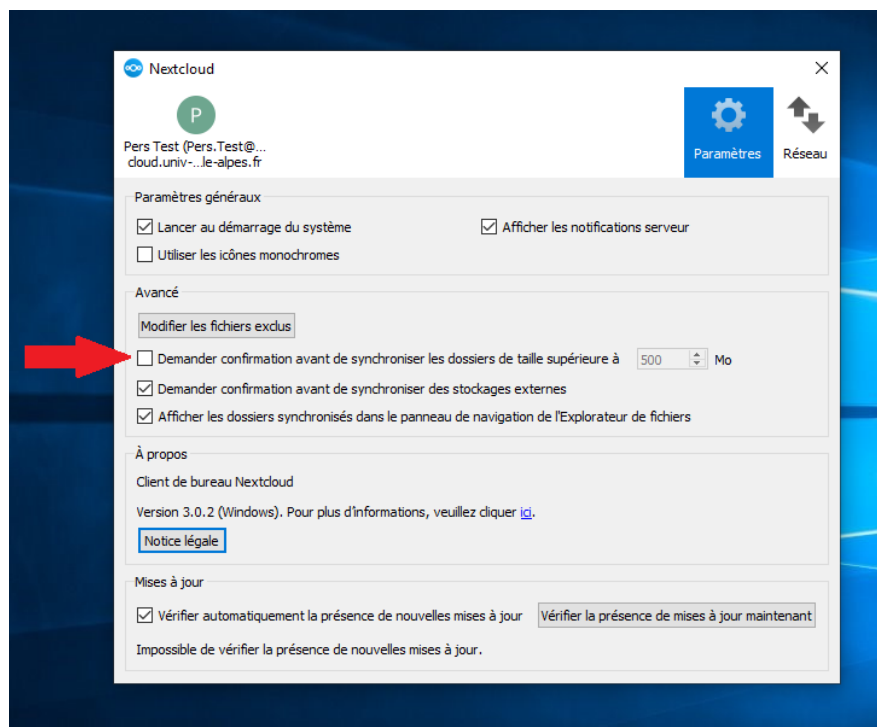 Nextcloud
P
Pers Test (Pers.Test@...
cloud.univ-...le-alpes.fr
Paramètres
Réseau
Paramètres généraux
Lancer au démarrage du système
Afficher les notifications serveur
Utiliser les icônes monochromes
Avancé
Modifier les fichiers exclus
Demander confirmation avant de synchroniser les dossiers de taille supérieure à 500 Mo
Demander confirmation avant de synchroniser des stockages externes
Afficher les dossiers synchronisés dans le panneau de navigation de l'Explorateur de fichiers
À propos
Client de bureau Nextcloud
Version 3.0.2 (Windows). Pour plus d'informations, veuillez cliquer ici.
Notice légale
Mises à jour
Vérifier automatiquement la présence de nouvelles mises à jour
Vérifier la présence de mises à jour maintenant
Impossible de vérifier la présence de nouvelles mises à jour.